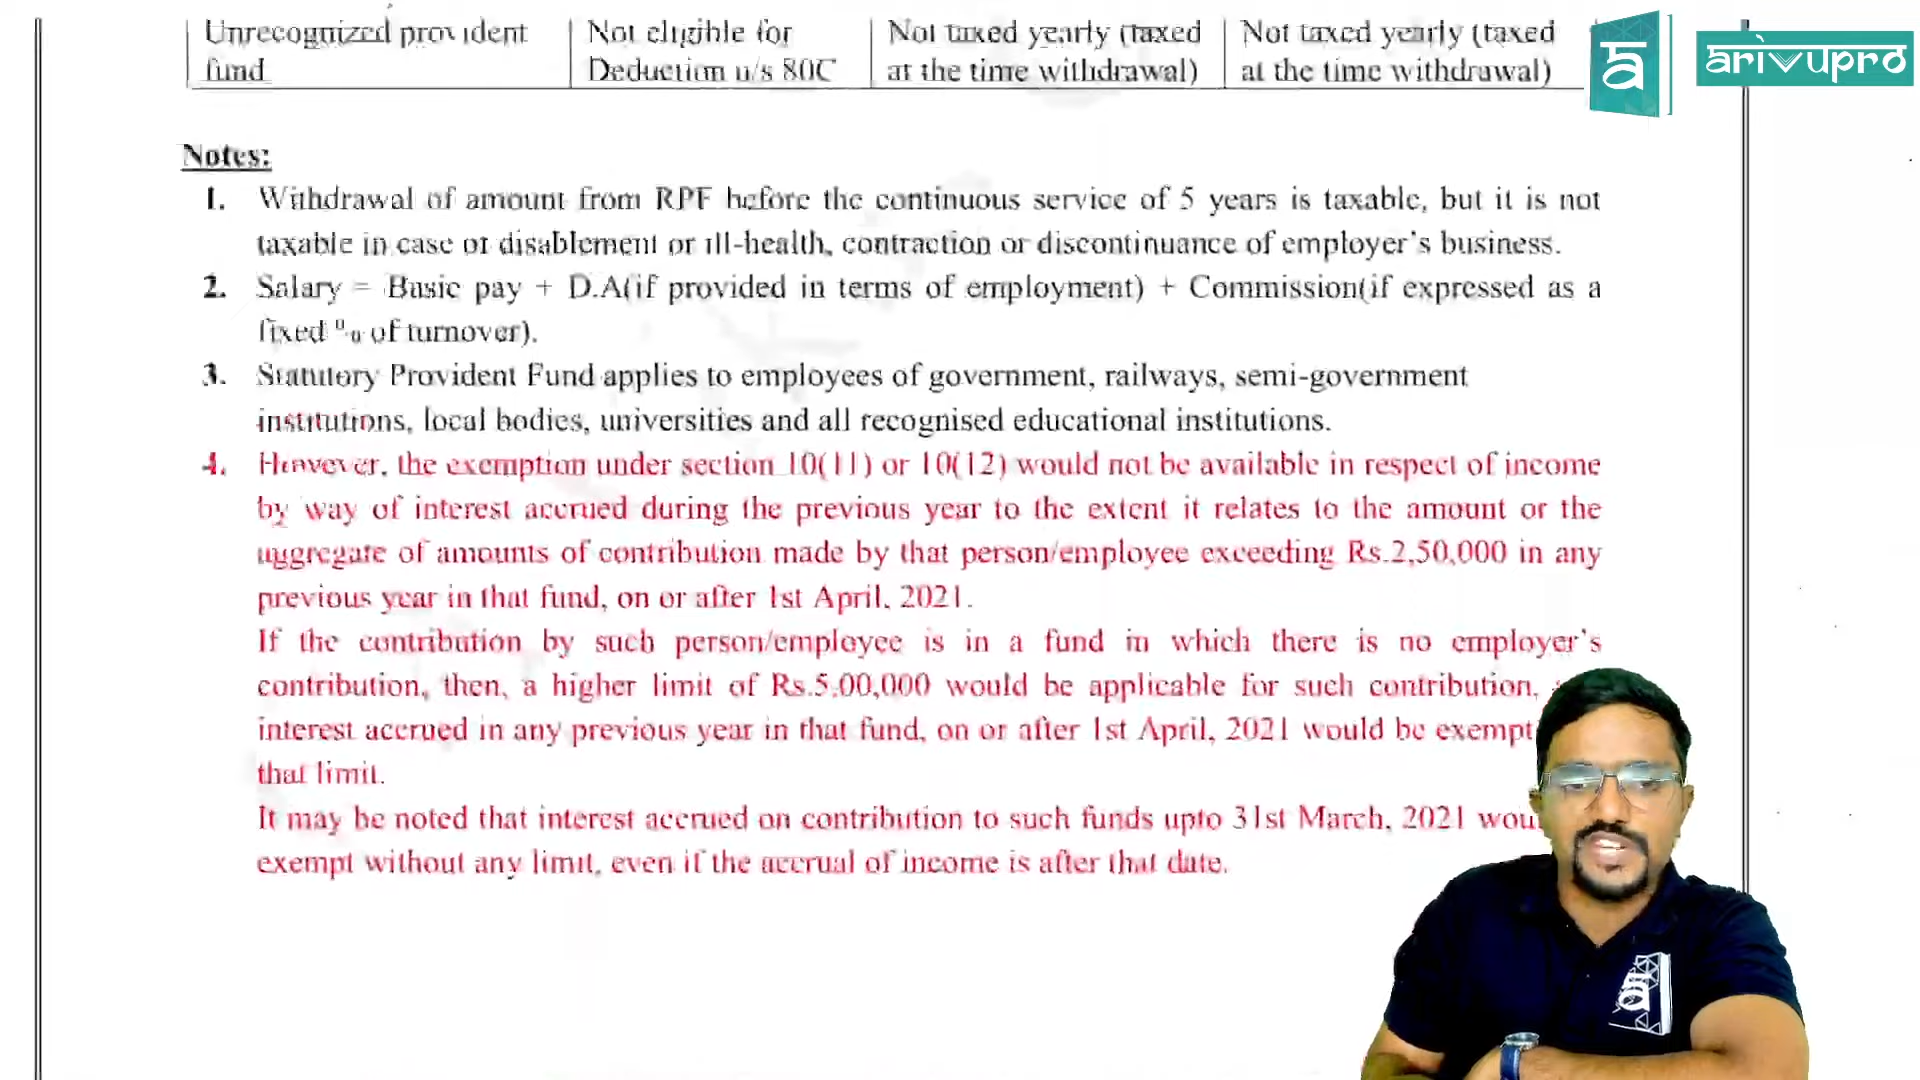 Unrecognized provident
fund
Not eligible for
Deduction u/s 80C
Not taxed yearly (taxed
at the time withdrawal)
Not taxed yearly (taxed
at the time withdrawal)
arivupro
Notes:
1. Withdrawal of amount from RPF before the continuous service of 5 years is taxable, but it is not
taxable in case of disablement or ill-health, contraction or discontinuance of employer's business.
2. Salary = Basic pay + D.A(if provided in terms of employment) + Commission(if expressed as a
fixed % of turnover).
3. Statutory Provident Fund applies to employees of government, railways, semi-government
institutions, local bodies, universities and all recognised educational institutions.
4. However, the exemption under section 10(11) or 10(12) would not be available in respect of income
by way of interest accrued during the previous year to the extent it relates to the amount or the
aggregate of amounts of contribution made by that person/employee exceeding Rs.2,50,000 in any
previous year in that fund, on or after 1st April, 2021.
If the contribution by such person/employee is in a fund in which there is no employer's
contribution, then, a higher limit of Rs.5,00,000 would be applicable for such contribution,
interest accrued in any previous year in that fund, on or after 1st April, 2021 would be exempt
that limit.
It may be noted that interest accrued on contribution to such funds upto 31st March, 2021
exempt without any limit, even if the accrual of income is after that date.